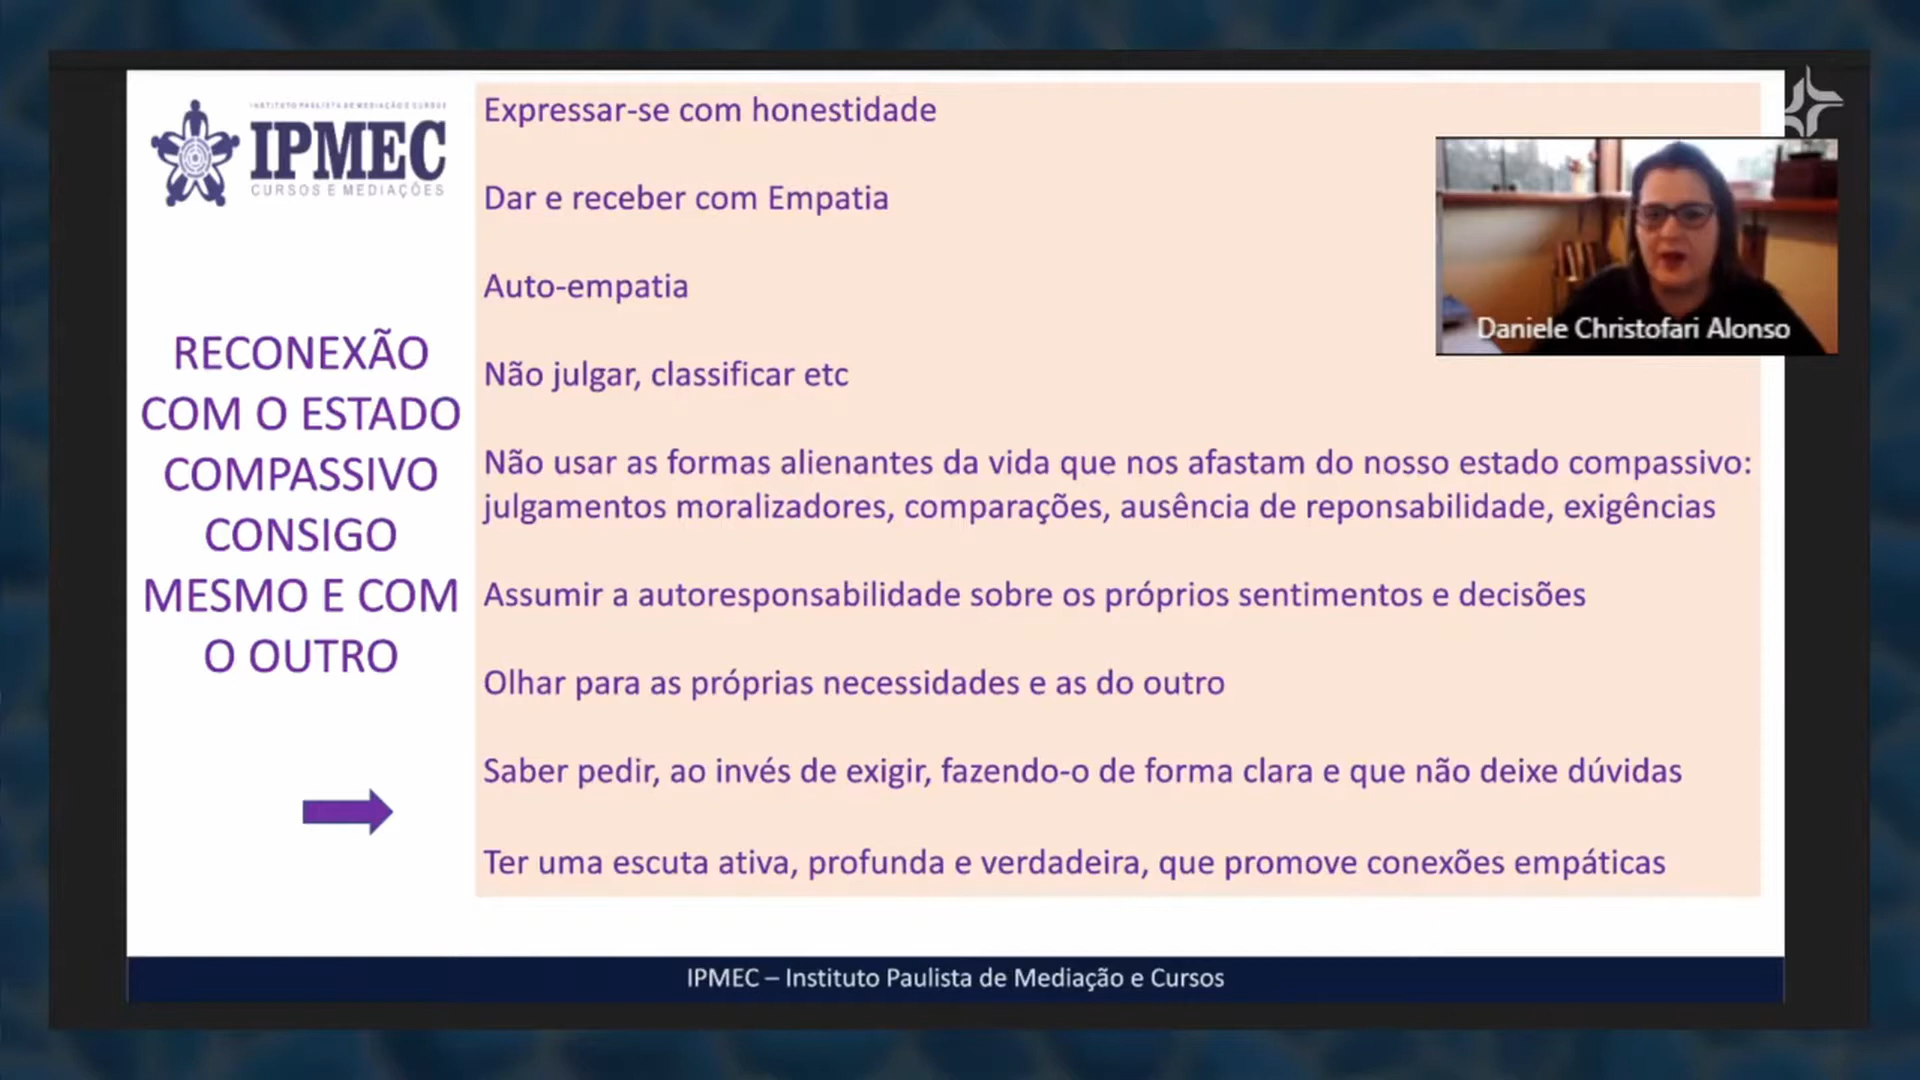 INSTITUTO PAULISTA DE MEDIAÇÃO E CURSOS
IPMEC
CURSOS E MEDIAÇÕES
RECONEXÃO
COM O ESTADO
COMPASSIVO
CONSIGO
MESMO E COM
O OUTRO
Expressar-se com honestidade
Dar e receber com Empatia
Auto-empatia
Não julgar, classificar etc
Não usar as formas alienantes da vida que nos afastam do nosso estado compassivo:
julgamentos moralizadores, comparações, ausência de reponsabilidade, exigências
Assumir a autoresponsabilidade sobre os próprios sentimentos e decisões
Olhar para as próprias necessidades e as do outro
Saber pedir, ao invés de exigir, fazendo-o de forma clara e que não deixe dúvidas
Ter uma escuta ativa, profunda e verdadeira, que promove conexões empáticas
Daniele Christofari Alonso
IPMEC – Instituto Paulista de Mediação e Cursos